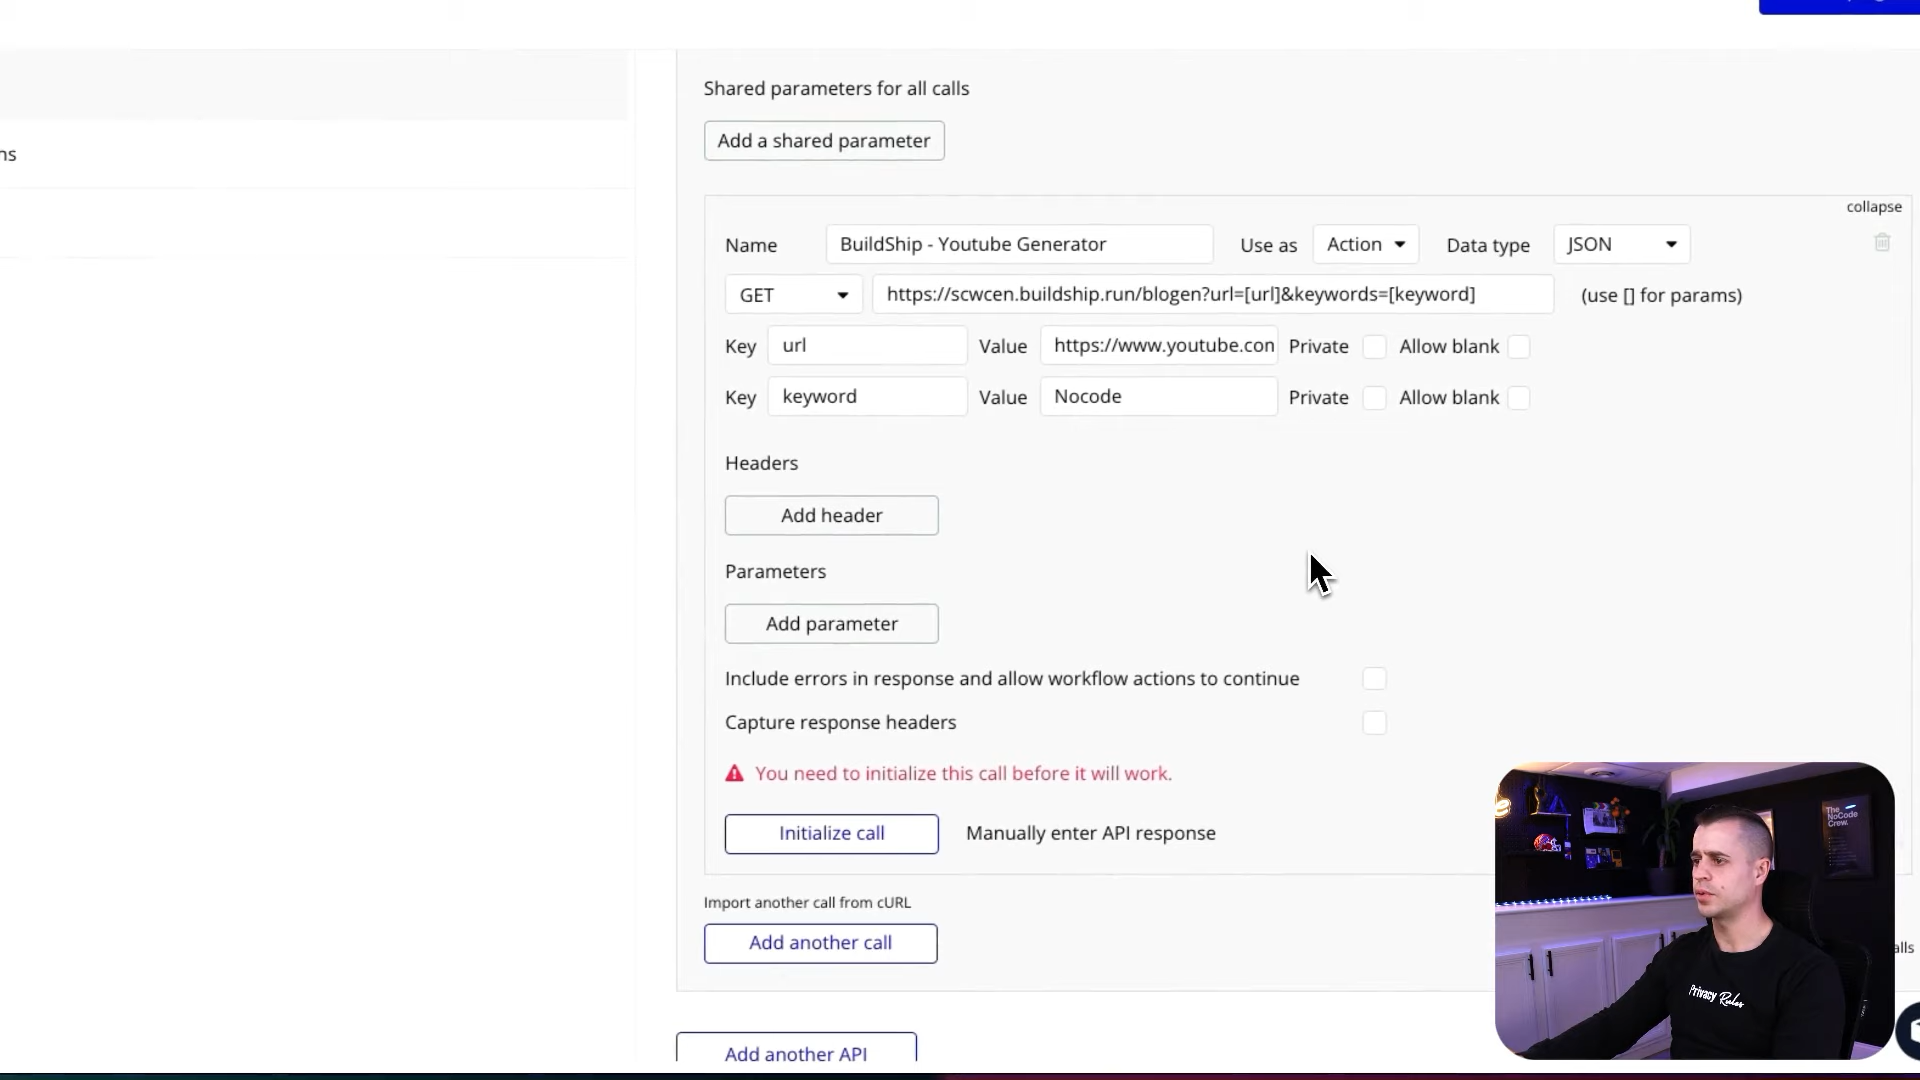 Shared parameters for all calls
Add a shared parameter
ns
collapse
Name BuildShip - Youtube Generator Use as Action Data type JSON
GET https://scwcen.buildship.run/blogen?url=[url]&keywords=[keyword] (use [] for params)
Key url Value https://www.youtube.con Private Allow blank
Key keyword Value Nocode Private Allow blank
Headers
Add header
Parameters
Add parameter
Include errors in response and allow workflow actions to continue
Capture response headers
You need to initialize this call before it will work.
Initialize call Manually enter API response
Import another call from cURL
Add another call
alls
Add another API
The
NoCode
Crew.
Privacy Rules